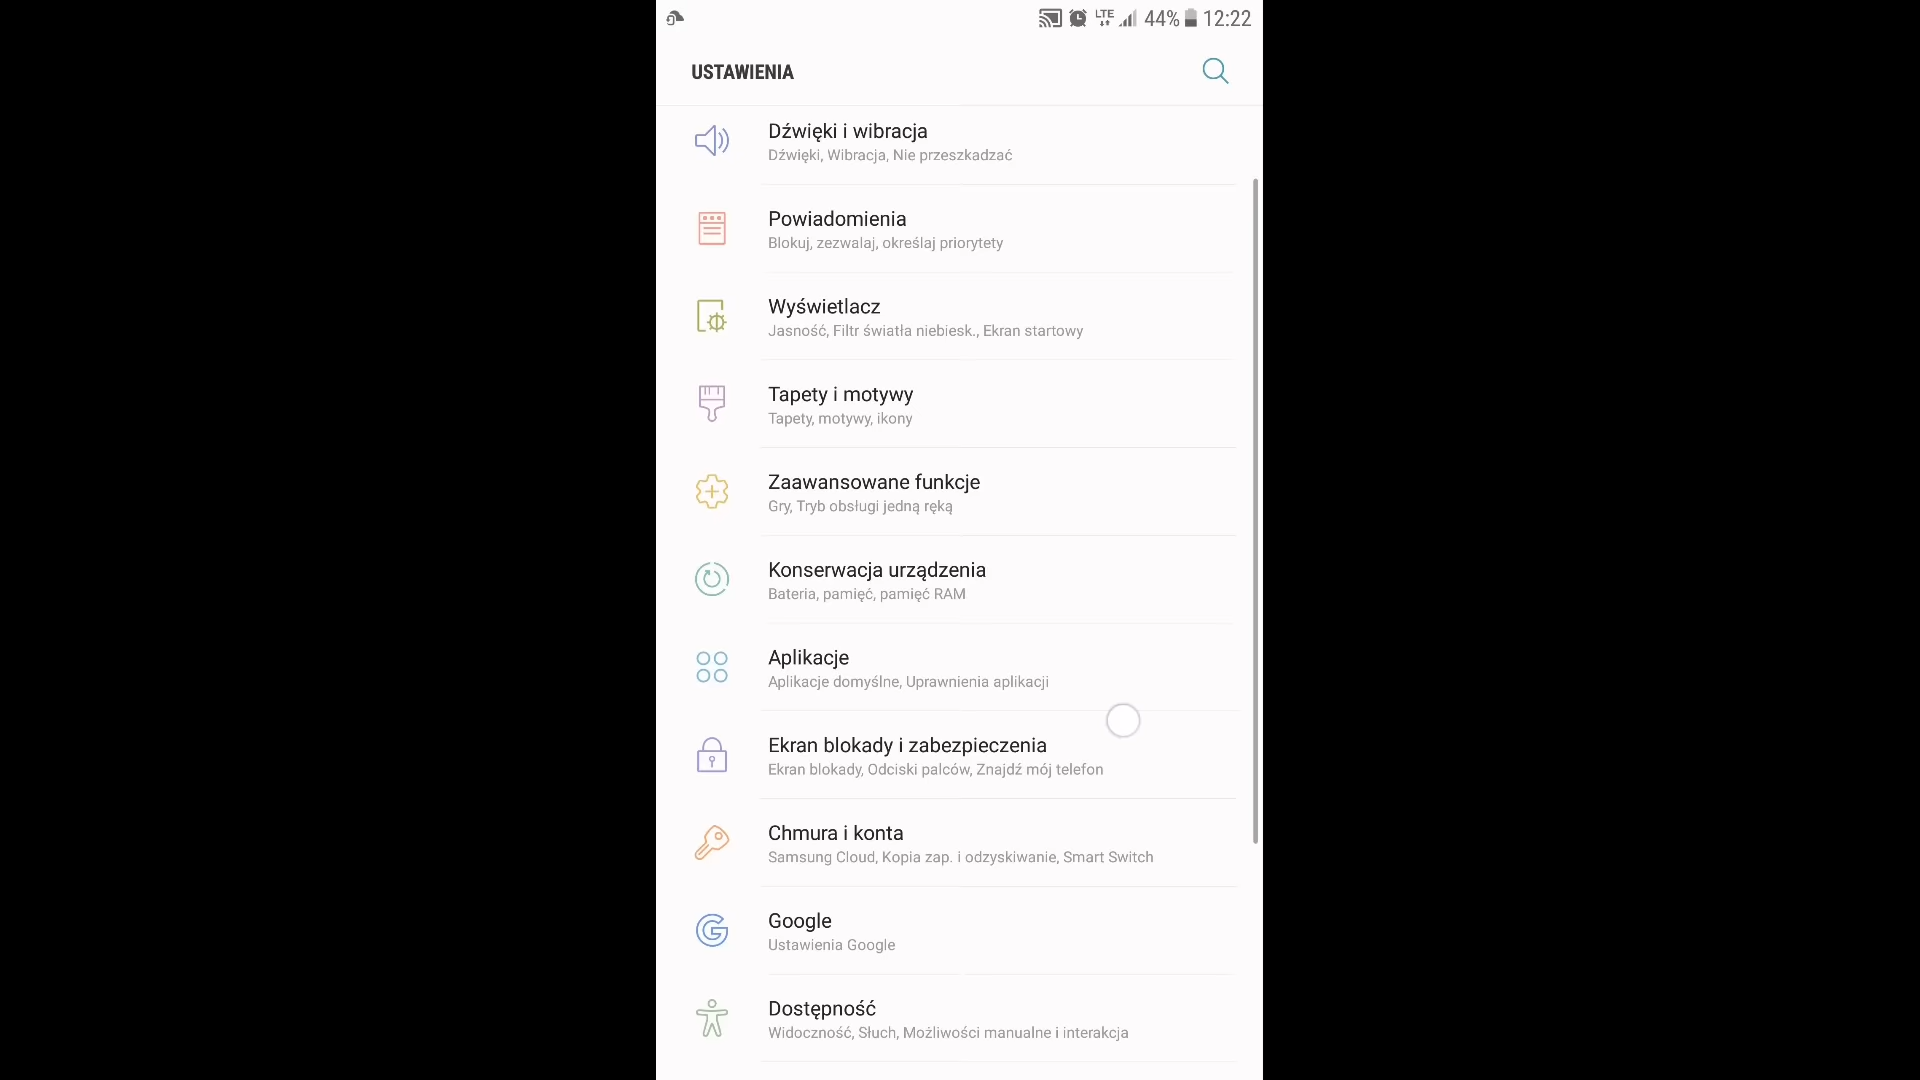 LTE 44% 12:22
USTAWIENIA
Dźwięki i wibracja
Dźwięki, Wibracja, Nie przeszkadzać
Powiadomienia
Blokuj, zezwalaj, określaj priorytety
Wyświetlacz
Jasność, Filtr światła niebiesk., Ekran startowy
Tapety i motywy
Tapety, motywy, ikony
Zaawansowane funkcje
Gry, Tryb obsługi jedną ręką
Konserwacja urządzenia
Bateria, pamięć, pamięć RAM
Aplikacje
Aplikacje domyślne, Uprawnienia aplikacji
Ekran blokady i zabezpieczenia
Ekran blokady, Odciski palców, Znajdź mój telefon
Chmura i konta
Samsung Cloud, Kopia zap. i odzyskiwanie, Smart Switch
Google
Ustawienia Google
Dostępność
Widoczność, Słuch, Możliwości manualne i interakcja